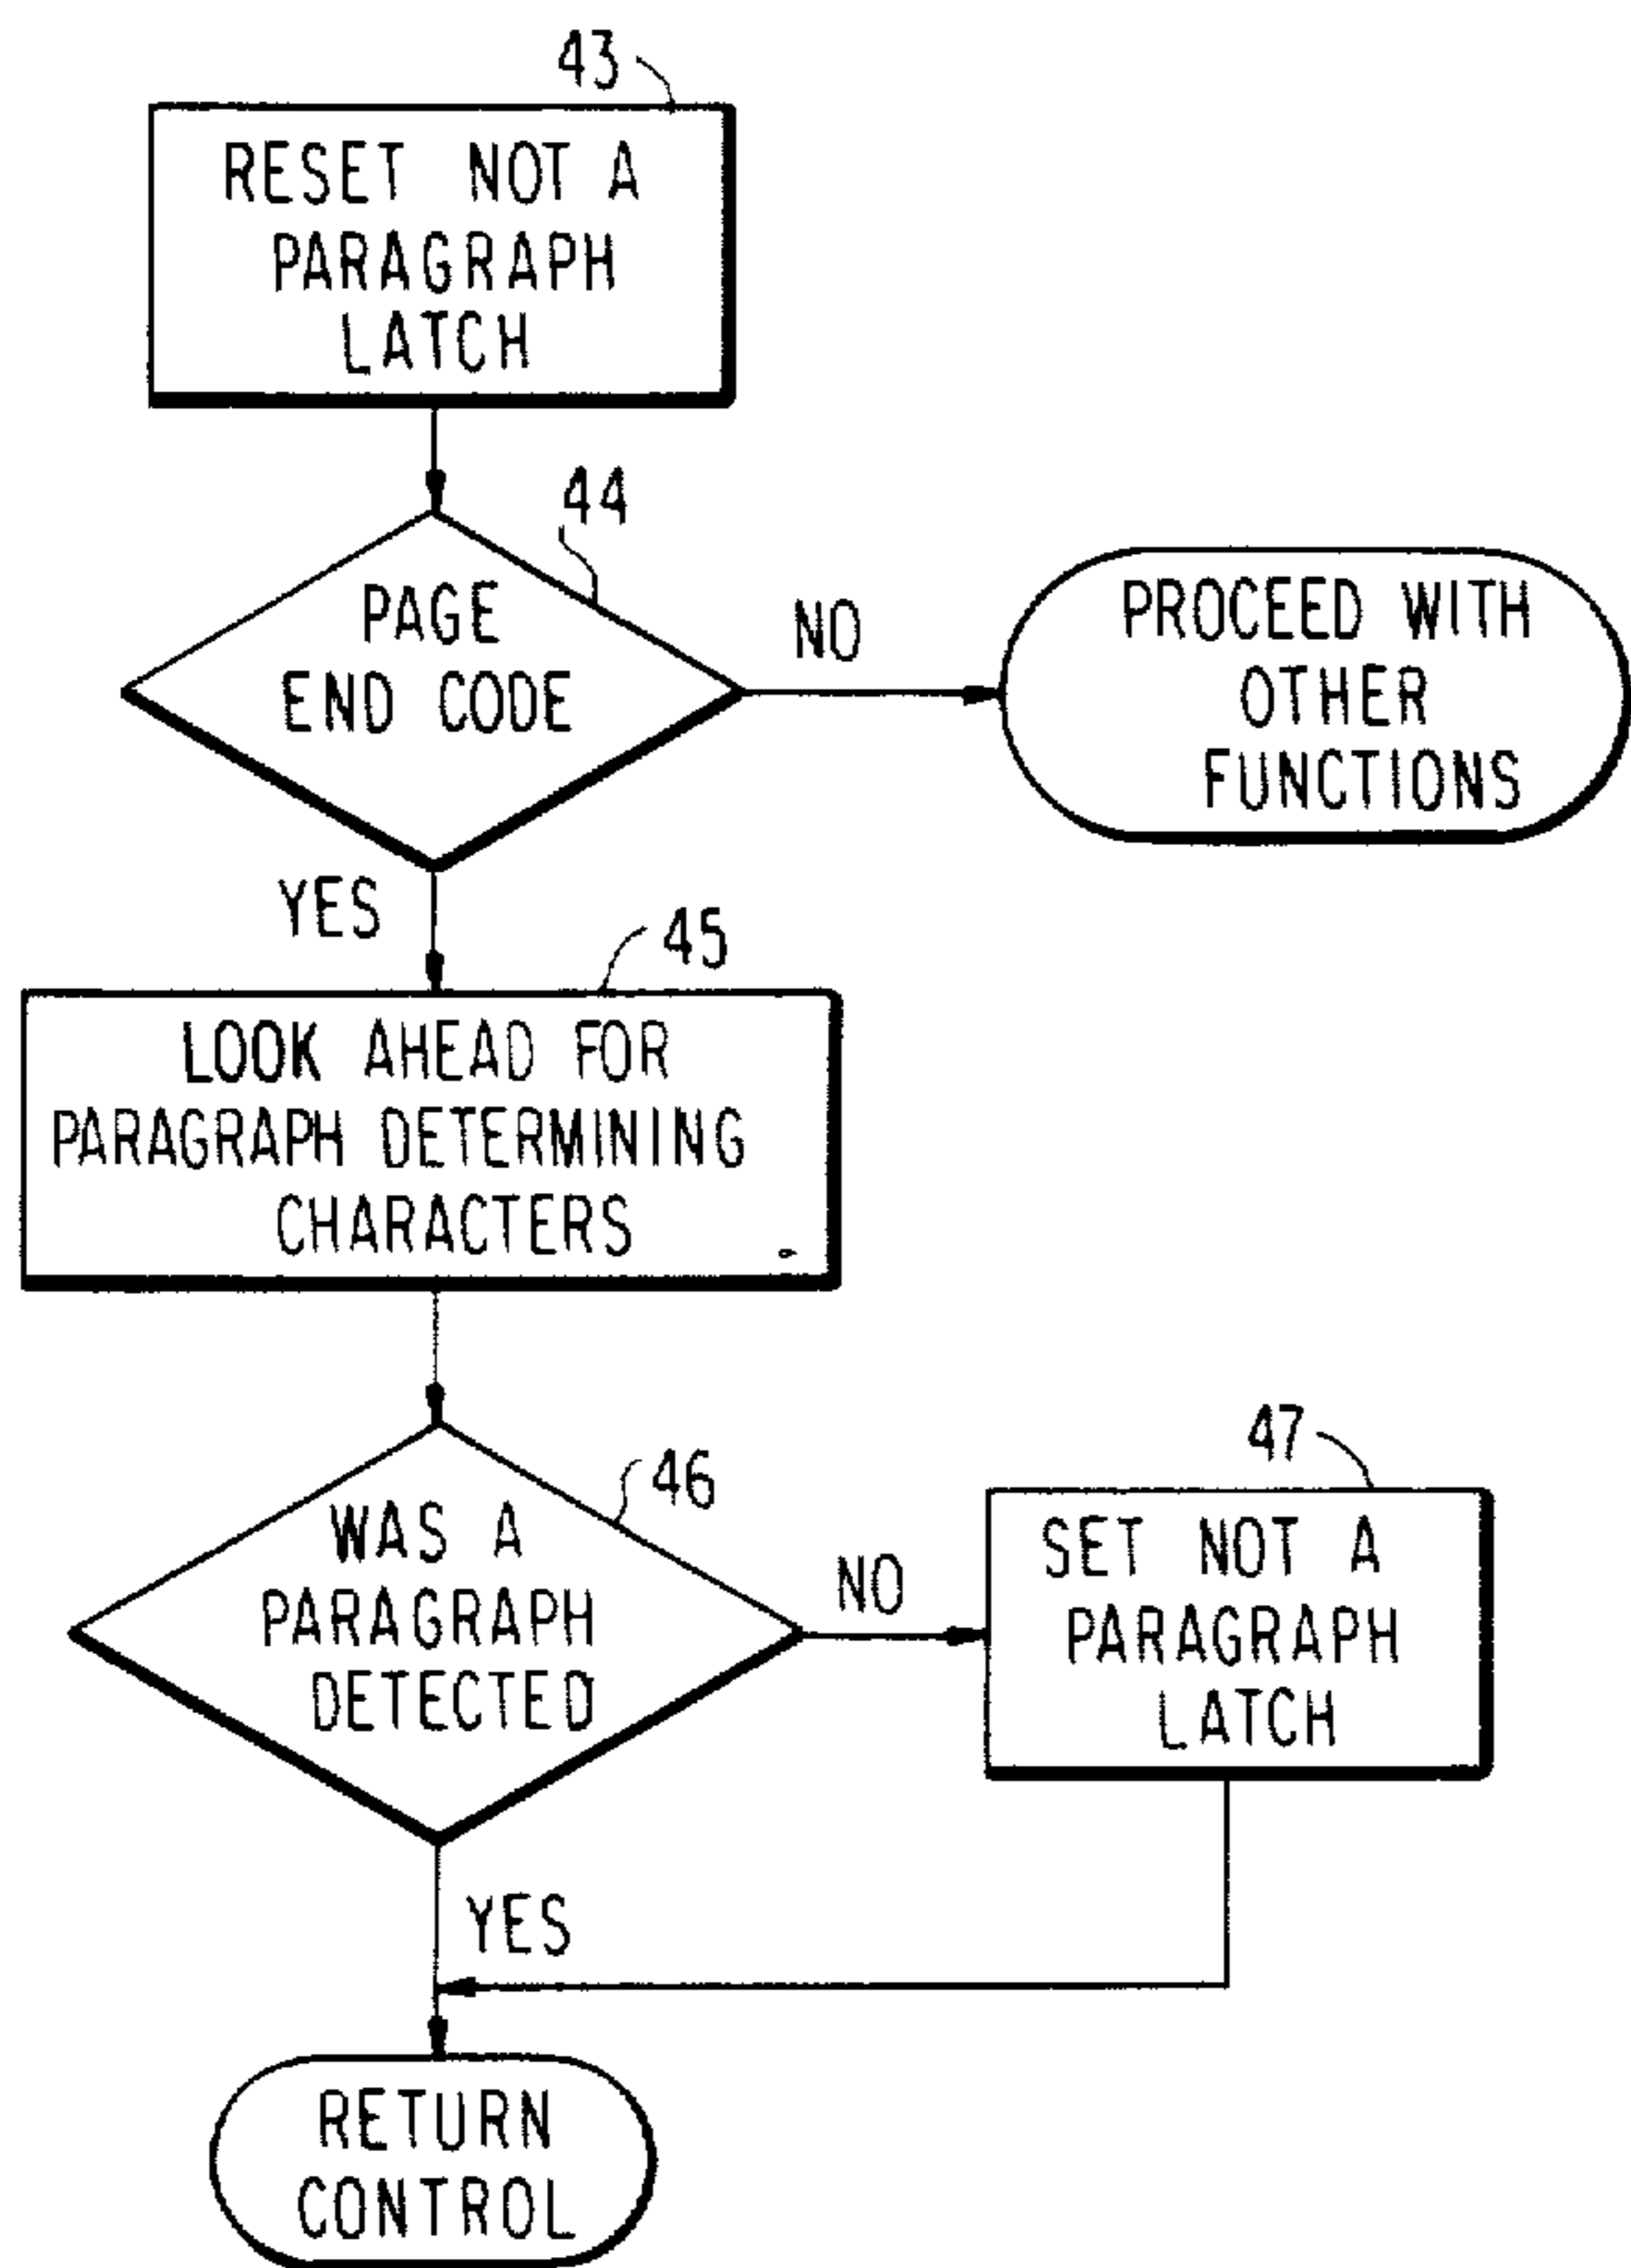 43
RESET NOT A
PARAGRAPH
LATCH
44
PAGE
END CODE
NO
PROCEED WITH
OTHER
FUNCTIONS
YES
45
LOOK AHEAD FOR
PARAGRAPH DETERMINING
CHARACTERS
46
WAS A
PARAGRAPH
DETECTED
NO
47
SET NOT A
PARAGRAPH
LATCH
YES
RETURN
CONTROL